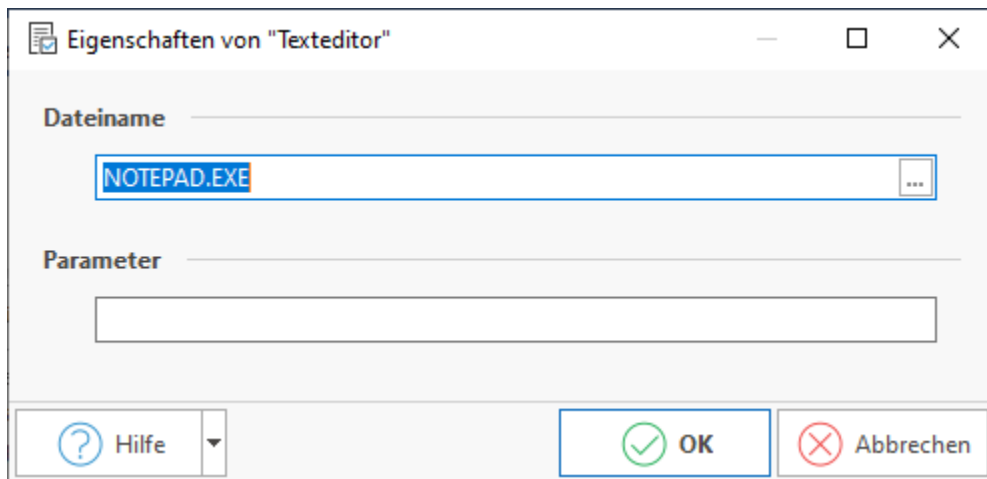 Eigenschaften von "Texteditor"
Dateiname
NOTEPAD.EXE
...
Parameter
? Hilfe
OK
Abbrechen